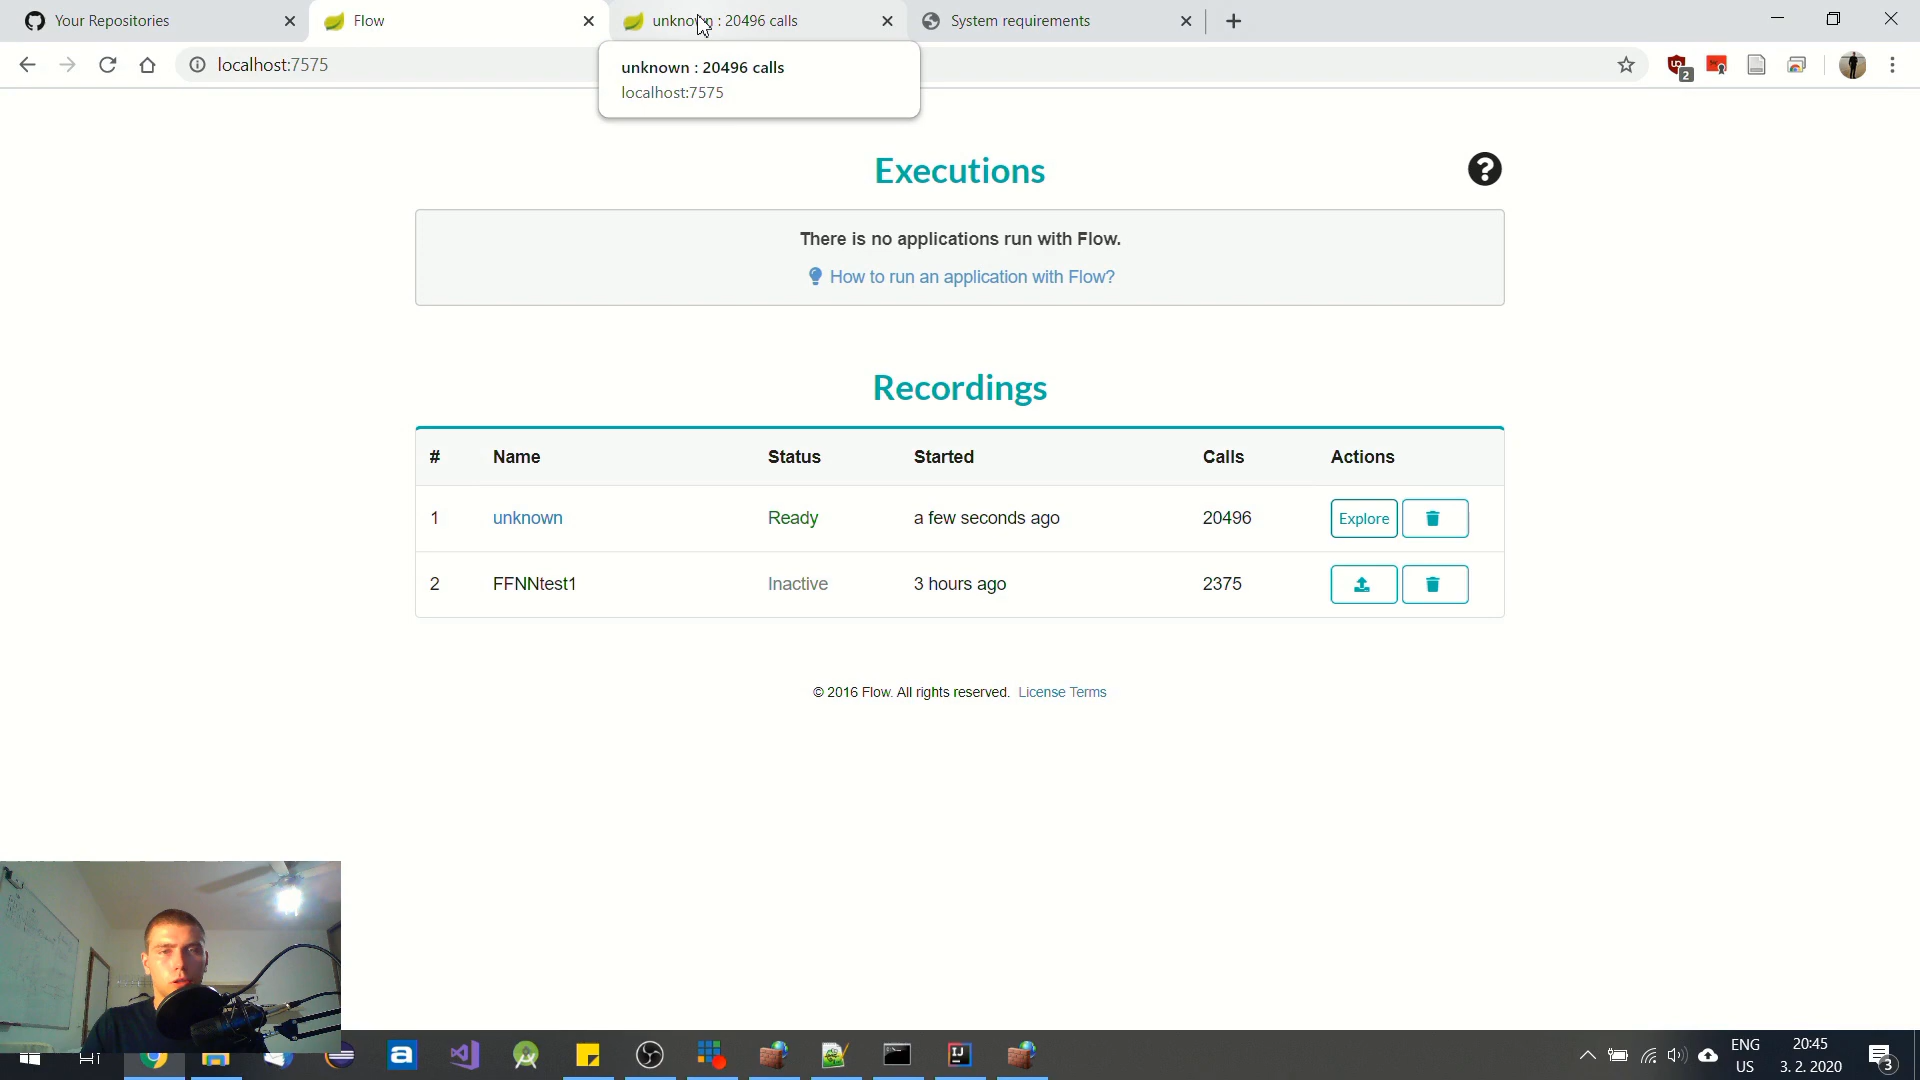 Your Repositories
Flow
unknown : 20496 calls
System requirements
localhost:7575
2
unknown : 20496 calls
localhost:7575
Executions
There is no applications run with Flow.
How to run an application with Flow?
Recordings
# Name Status Started Calls Actions
1 unknown Ready a few seconds ago 20496 Explore
2 FFNNtest1 Inactive 3 hours ago 2375
© 2016 Flow. All rights reserved. License Terms
ENG
US
20:45
3. 2. 2020
3